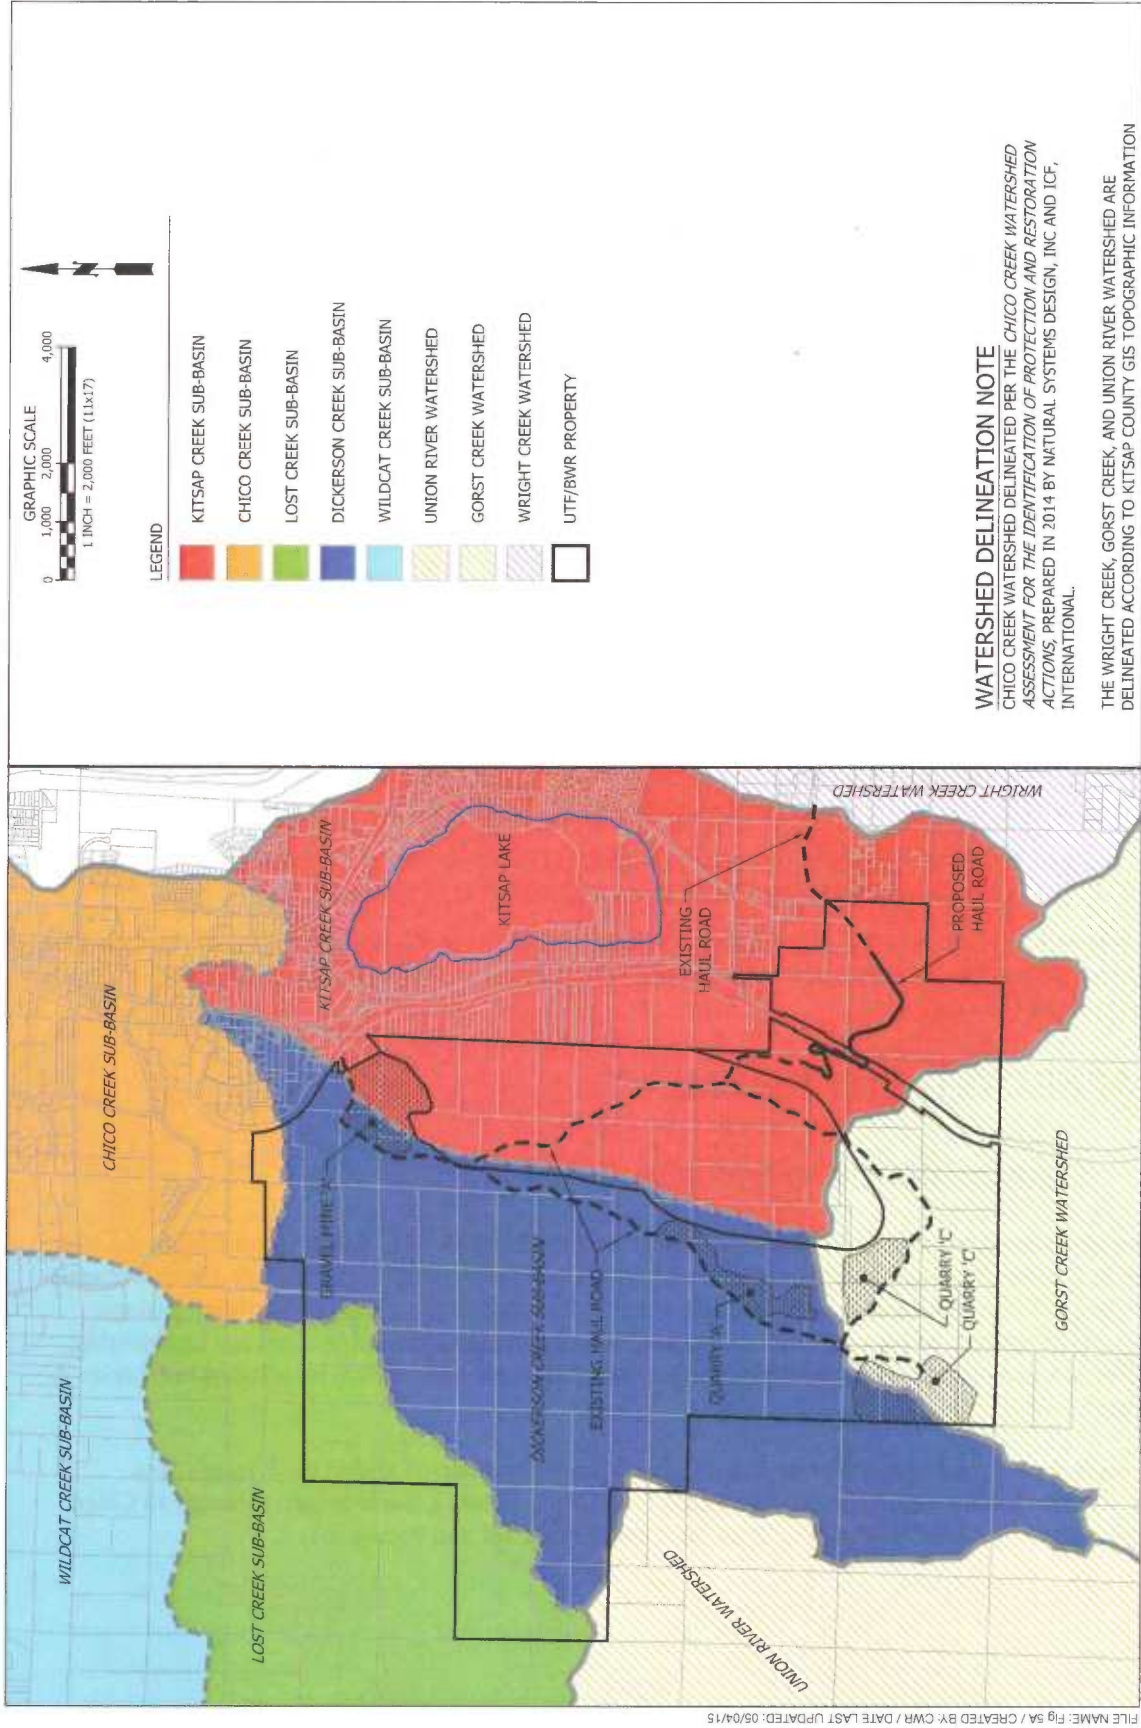 GRAPHIC SCALE
0 1,000 2,000 4,000
1 INCH = 2,000 FEET (11x17)
N
LEGEND
KITSAP CREEK SUB-BASIN
CHICO CREEK SUB-BASIN
LOST CREEK SUB-BASIN
DICKERSON CREEK SUB-BASIN
WILDCAT CREEK SUB-BASIN
UNION RIVER WATERSHED
GORST CREEK WATERSHED
WRIGHT CREEK WATERSHED
UTF/BWR PROPERTY
WATERSHED DELINEATION NOTE
CHICO CREEK WATERSHED DELINEATED PER THE CHICO CREEK WATERSHED
ASSESSMENT FOR THE IDENTIFICATION OF PROTECTION AND RESTORATION
ACTIONS, PREPARED IN 2014 BY NATURAL SYSTEMS DESIGN, INC AND ICF,
INTERNATIONAL.
THE WRIGHT CREEK, GORST CREEK, AND UNION RIVER WATERSHED ARE
DELINEATED ACCORDING TO KITSAP COUNTY GIS TOPOGRAPHIC INFORMATION
WILDCAT CREEK SUB-BASIN
CHICO CREEK SUB-BASIN
LOST CREEK SUB-BASIN
KITSAP CREEK SUB-BASIN
KITSAP LAKE
GRAVEL MINE
DICKERSON CREEK SUB-BASIN
EXISTING HAUL ROAD
EXISTING
HAUL ROAD
QUARRY 'A'
UNION RIVER WATERSHED
WRIGHT CREEK WATERSHED
PROPOSED
HAUL ROAD
QUARRY 'C'
QUARRY 'C'
GORST CREEK WATERSHED
FILE NAME: Fig 5A / CREATED BY: CWR / DATE LAST UPDATED: 05/04/15